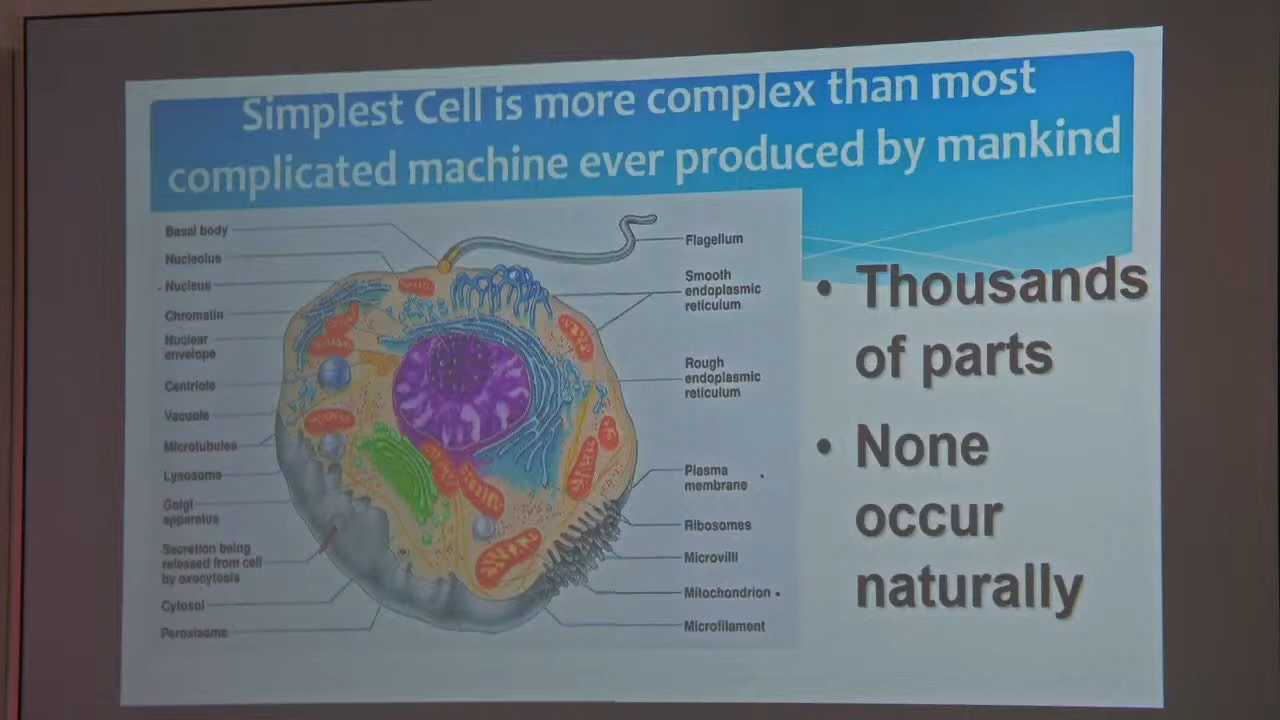 Simplest Cell is more complex than most
complicated machine ever produced by mankind
Basal body
Nucleolus
Nucleus
Chromatin
Nuclear
envelope
Centriole
Vacuole
Microtubules
Lysosome
Golgi
apparatus
Secretion being
released from cell
by exocytosis
Cytosol
Peroxisome
Flagellum
Smooth
endoplasmic
reticulum
Rough
endoplasmic
reticulum
Plasma
membrane
Ribosomes
Microvilli
Mitochondrion
Microfilament
• Thousands
of parts
• None
occur
naturally